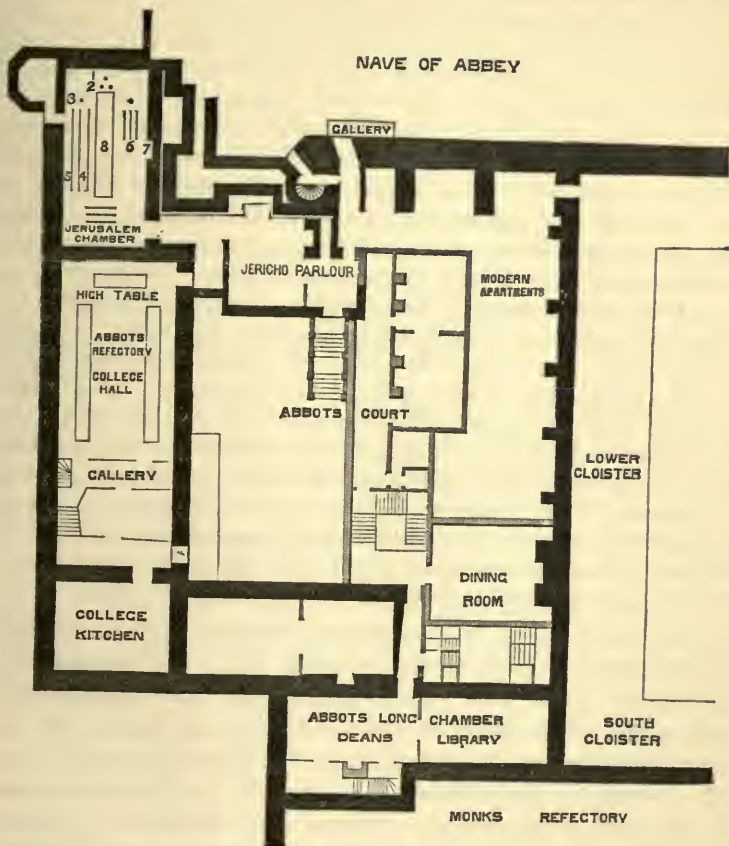 NAVE OF ABBEY
GALLERY
1
2
3
8
6
7
5
4
JERUSALEM
CHAMBER
JERICHO PARLOUR
MODERN
APARTMENTS
HIGH TABLE
ABBOTS
REFECTORY
COLLEGE
HALL
ABBOTS COURT
GALLERY
LOWER
CLOISTER
DINING
ROOM
COLLEGE
KITCHEN
ABBOTS LONG CHAMBER
DEANS LIBRARY
SOUTH
CLOISTER
MONKS REFECTORY